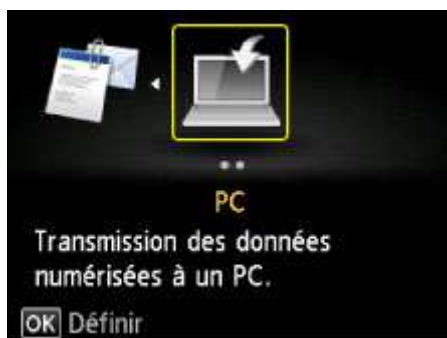 PC
Transmission des données
numérisées à un PC.
OK Définir